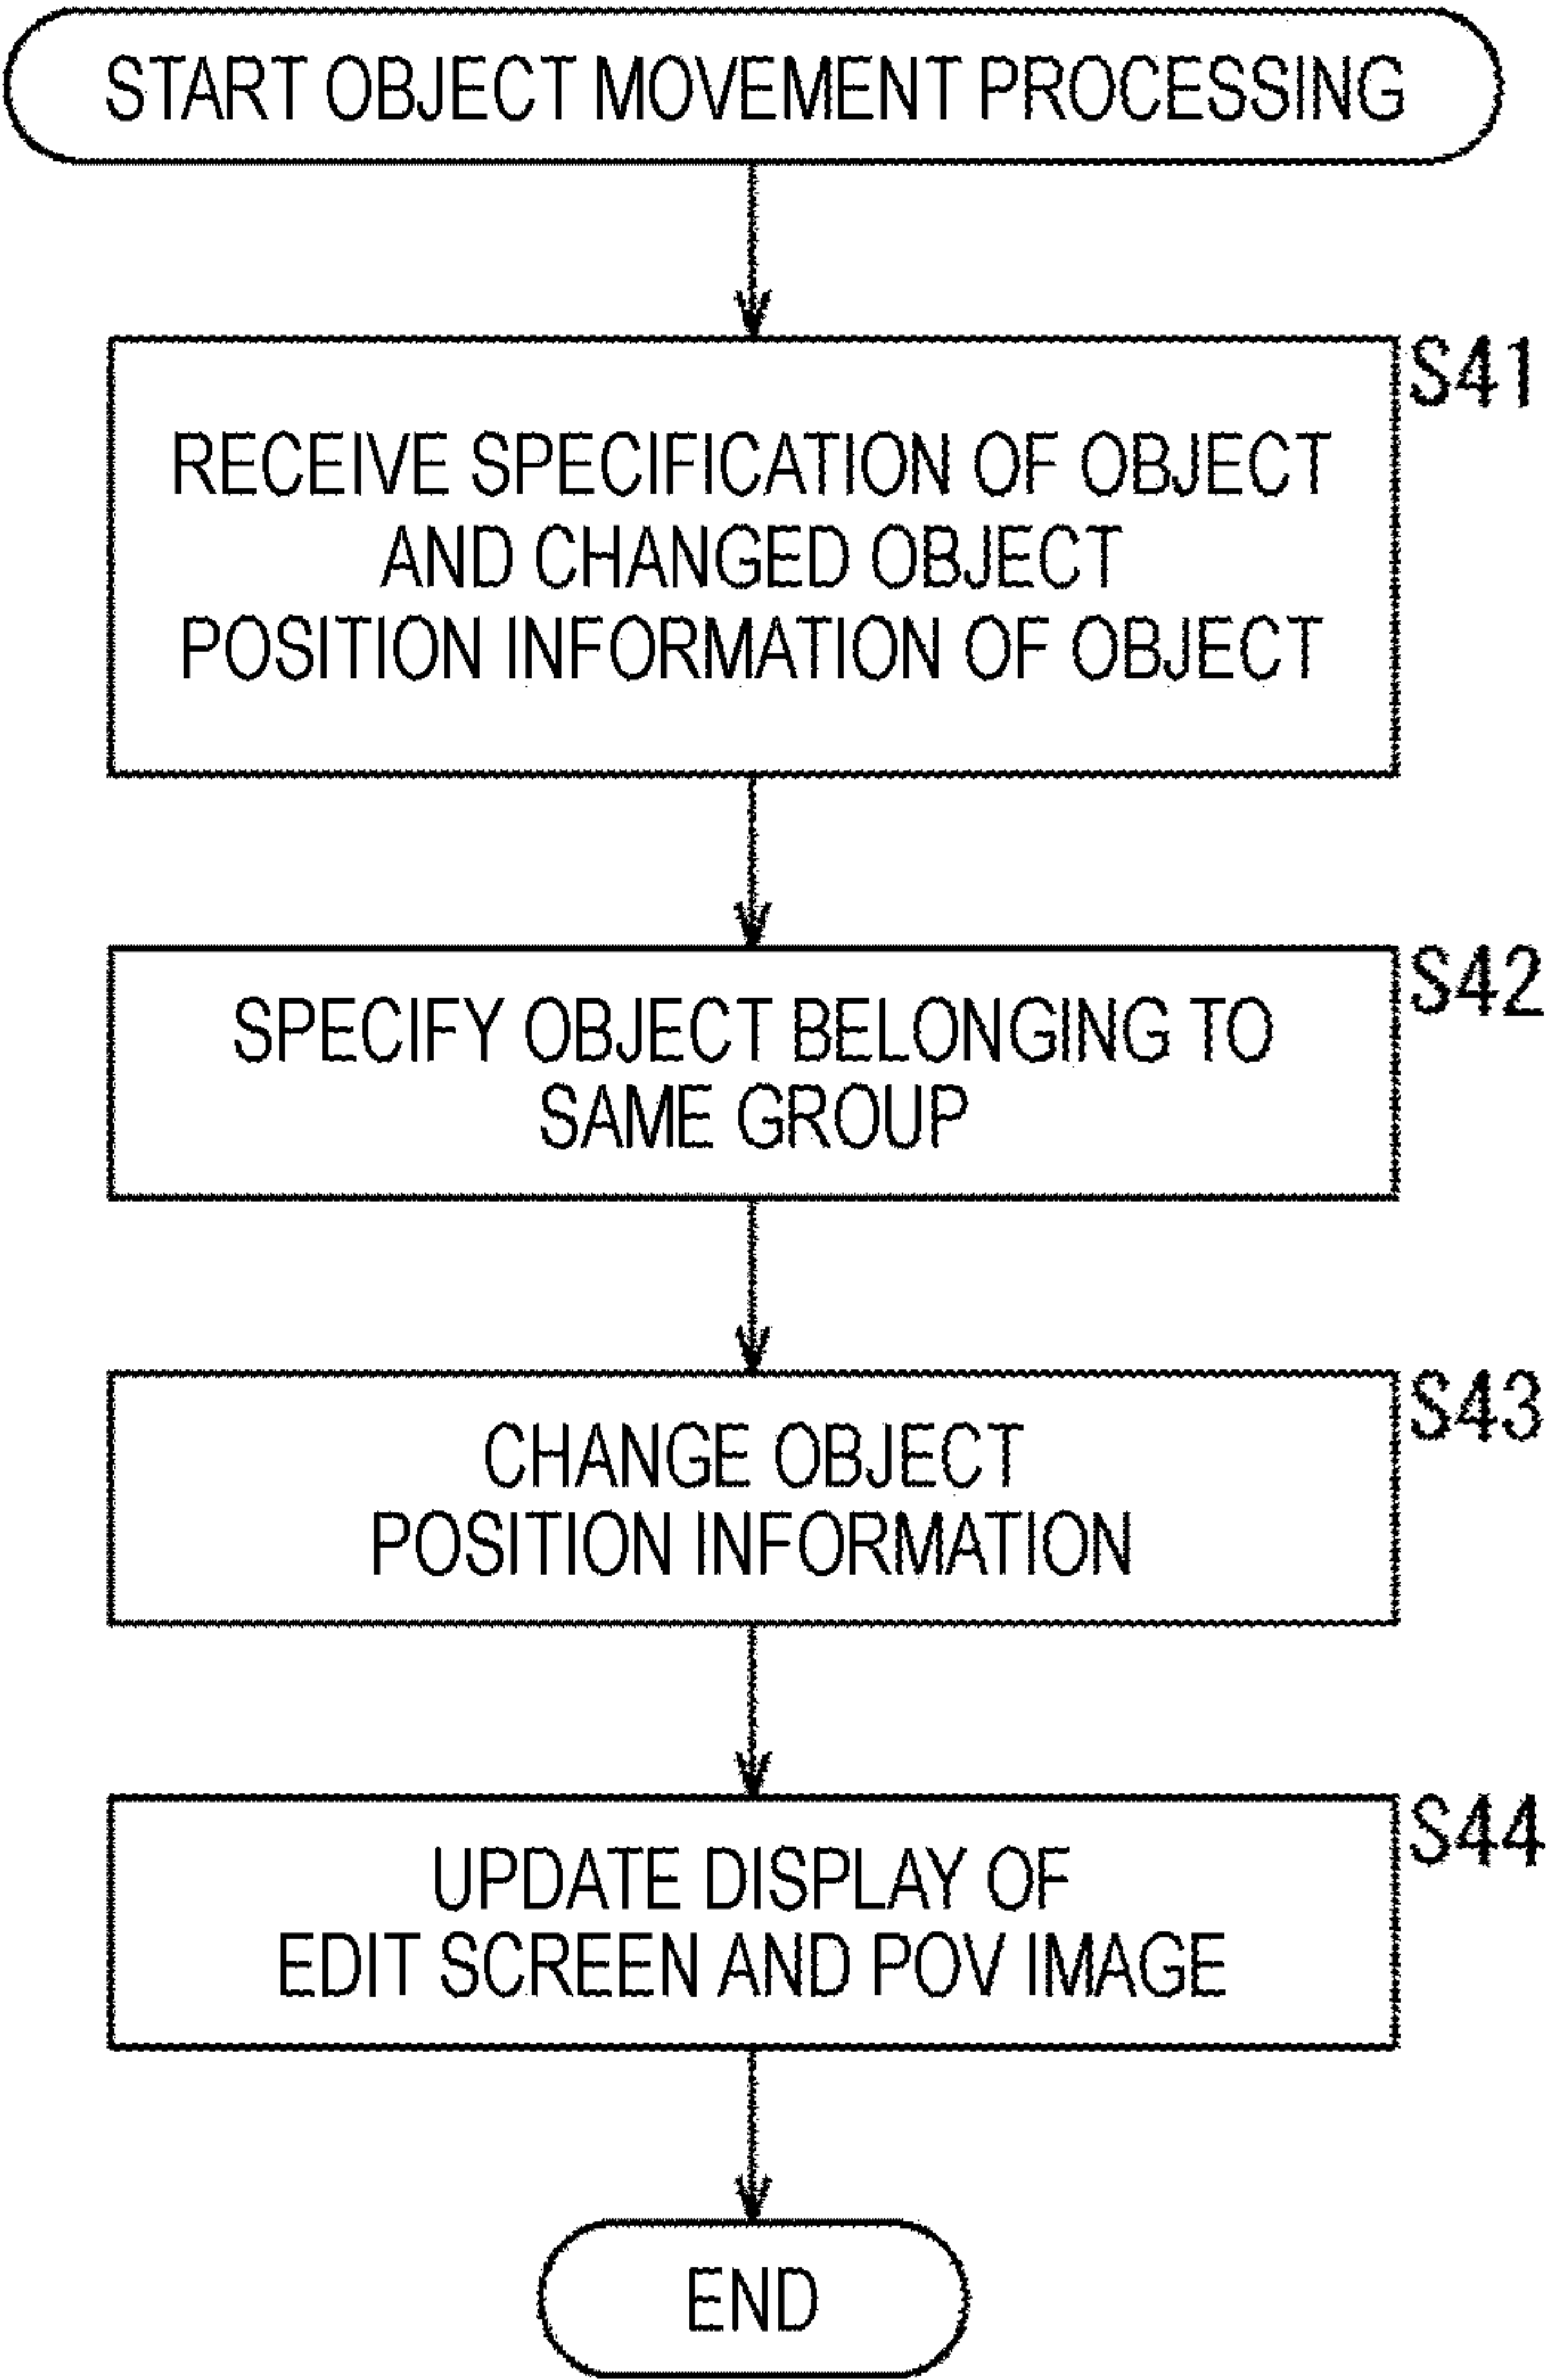 START OBJECT MOVEMENT PROCESSING
S41
RECEIVE SPECIFICATION OF OBJECT
AND CHANGED OBJECT
POSITION INFORMATION OF OBJECT
S42
SPECIFY OBJECT BELONGING TO
SAME GROUP
S43
CHANGE OBJECT
POSITION INFORMATION
S44
UPDATE DISPLAY OF
EDIT SCREEN AND POV IMAGE
END